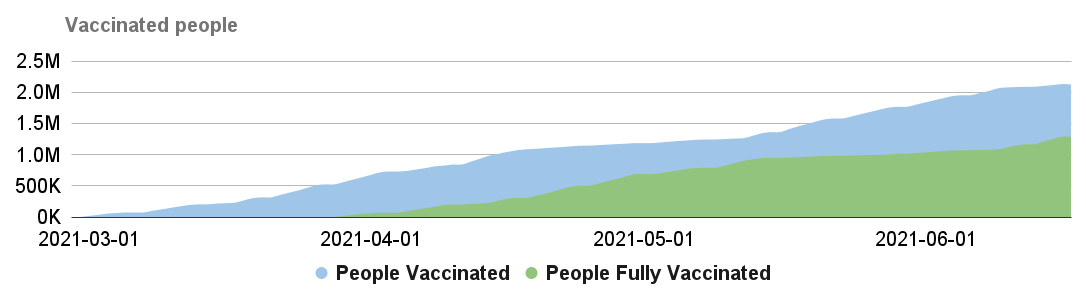 Vaccinated people
2.5M
2.0M
1.5M
1.0M
500K
0K
2021-03-01 2021-04-01 2021-05-01 2021-06-01
People Vaccinated People Fully Vaccinated